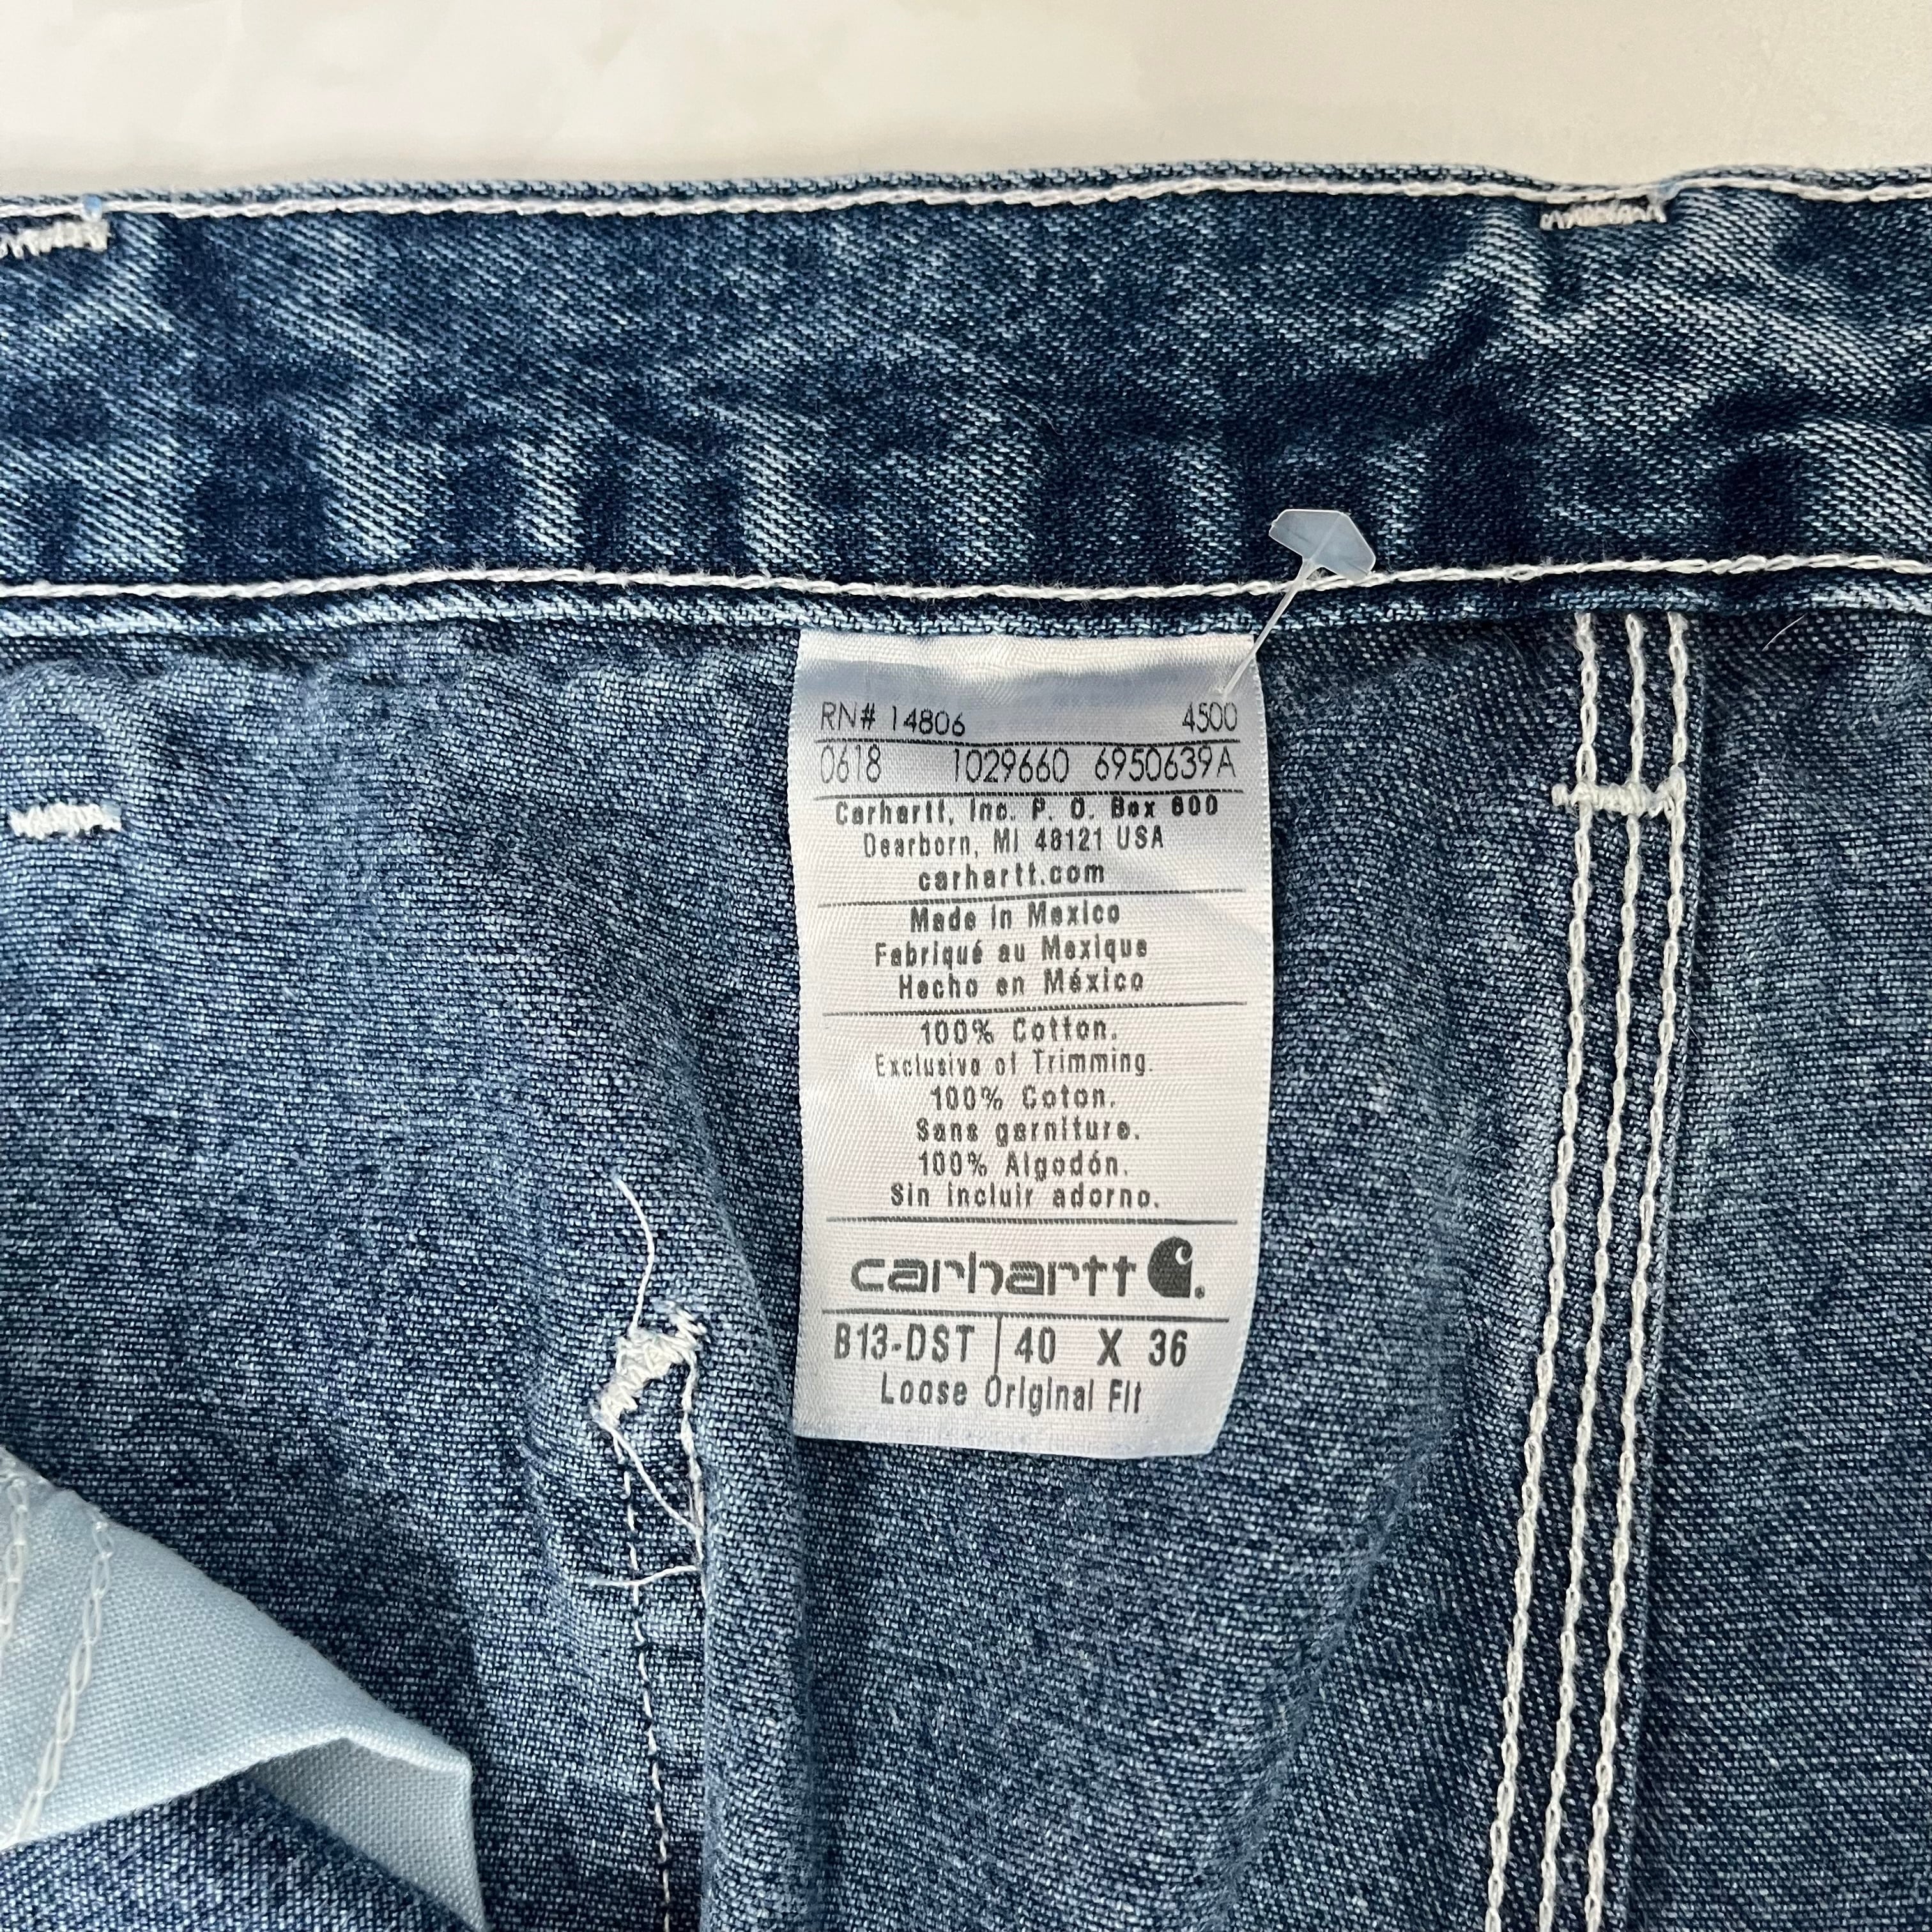 RN# 14806 4500
0618 1029660 6950639A
Carhartt, Inc. P. O. Box 600
Dearborn, MI 48121 USA
carhartt.com
Made in Mexico
Fabriqué au Mexique
Hecho en México
100% Cotton.
Exclusive of Trimming.
100% Coton.
Sans garniture.
100% Algodón.
Sin incluir adorno.
carhartt
B13-DST 40 X 36
Loose Original Fit